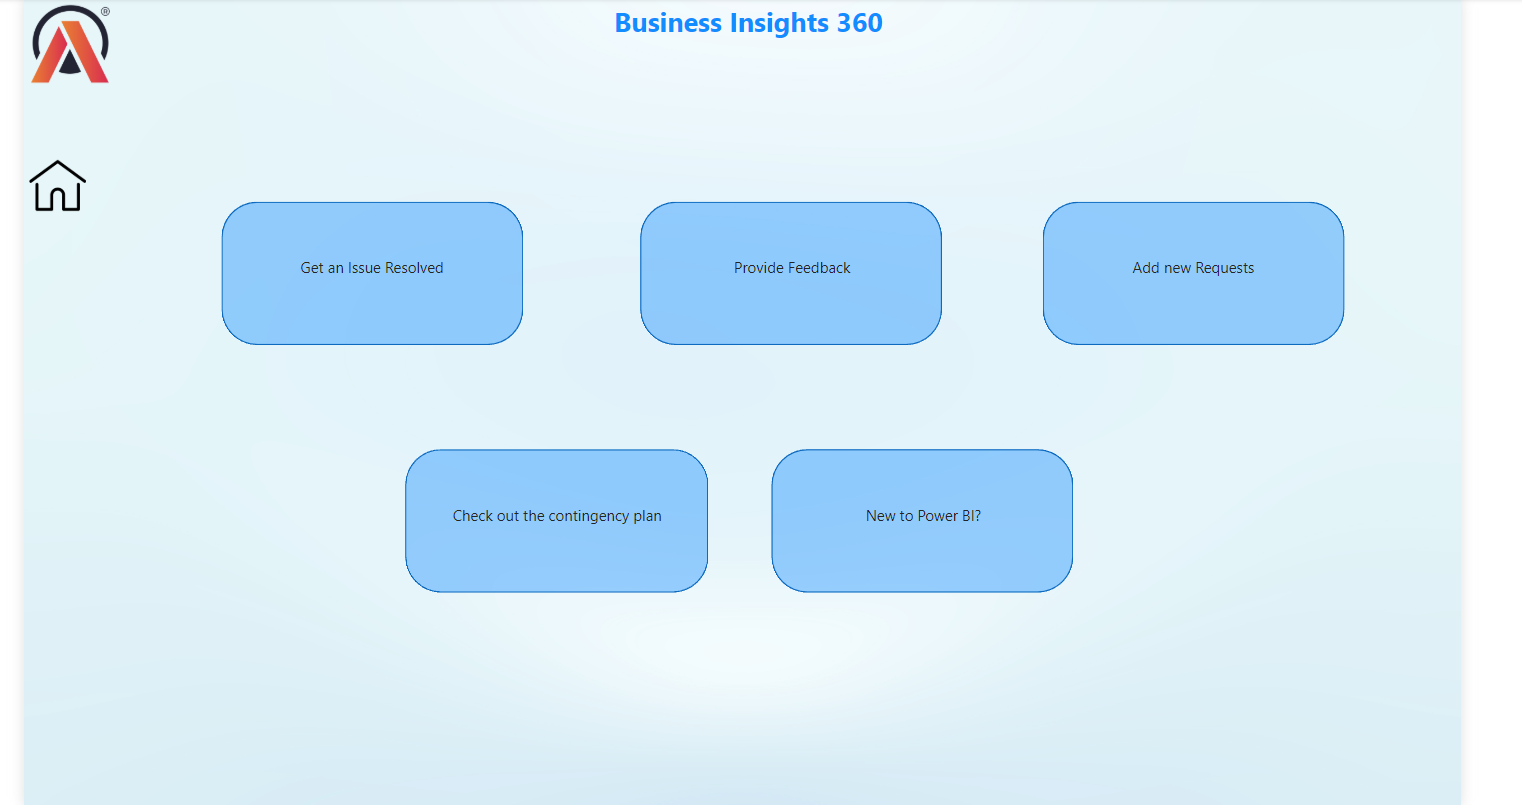 Business Insights 360
®
Get an Issue Resolved
Provide Feedback
Add new Requests
Check out the contingency plan
New to Power BI?